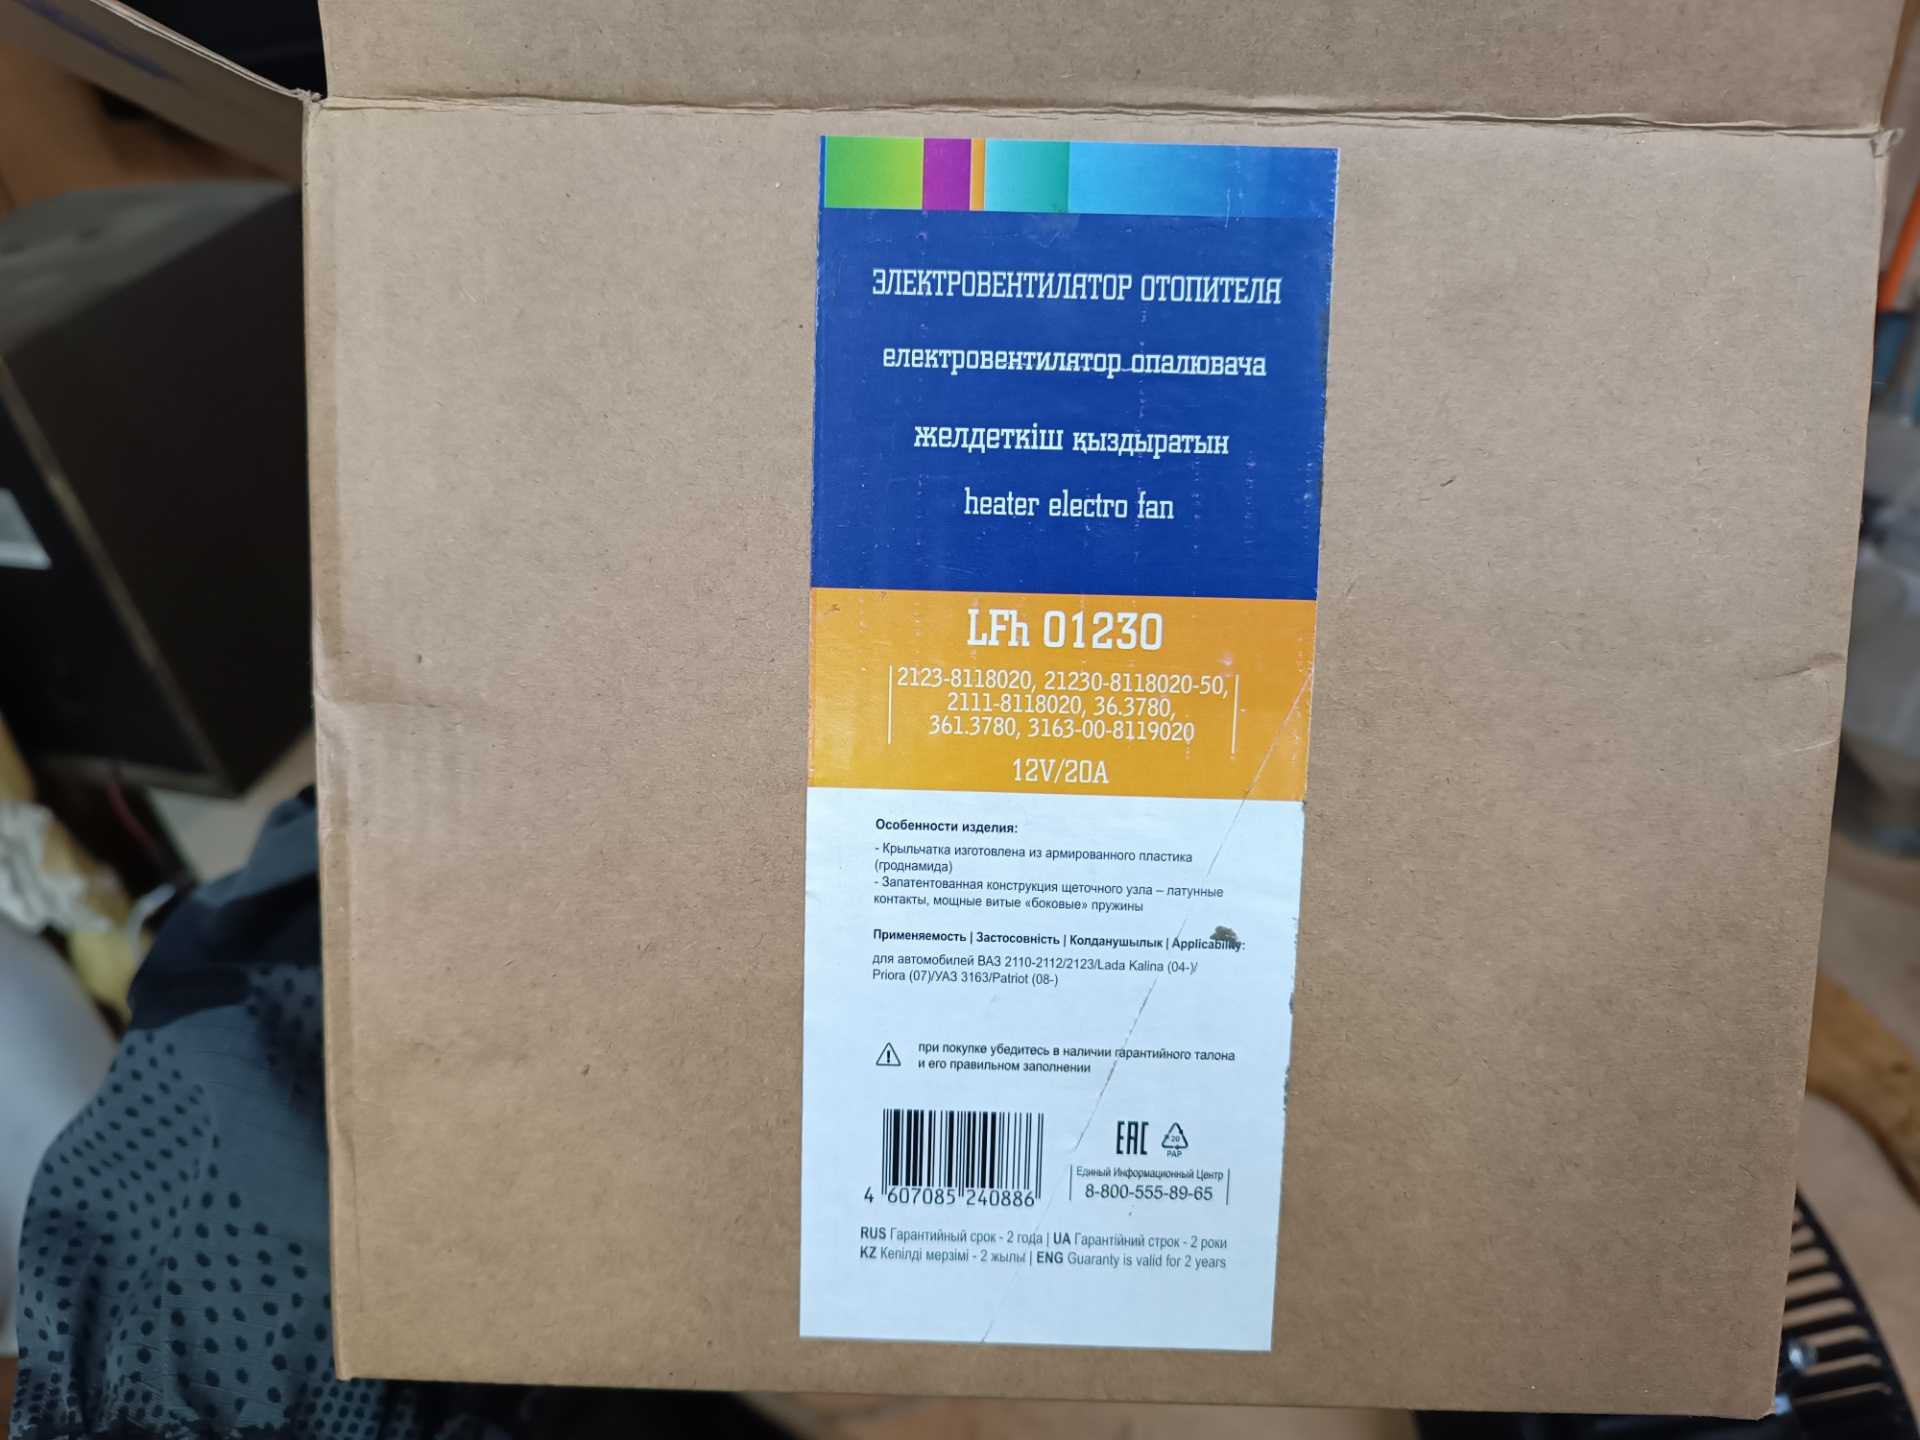 ЭЛЕКТРОВЕНТИЛЯТОР ОТОПИТЕЛЯ
електровентилятор опалювача
желдеткіш қыздыратын
heater electro fan
LFh 01230
2123-8118020, 21230-8118020-50,
2111-8118020, 36.3780,
361.3780, 3163-00-8119020
12V/20A
Особенности изделия:
- Крыльчатка изготовлена из армированного пластика
(гроднамида)
- Запатентованная конструкция щеточного узла – латунные
контакты, мощные витые «боковые» пружины
Применяемость | Застосовність | Колданушылык | Applicability:
для автомобилей ВАЗ 2110-2112/2123/Lada Kalina (04-)/
Priora (07)/УАЗ 3163/Patriot (08-)
при покупке убедитесь в наличии гарантийного талона
и его правильном заполнении
EAC
20
PAP
Единый Информационный Центр
8-800-555-89-65
4 607085 240886
RUS Гарантийный срок - 2 года | UA Гарантійний строк - 2 роки
KZ Кепілді мерзімі - 2 жылы | ENG Guaranty is valid for 2 years